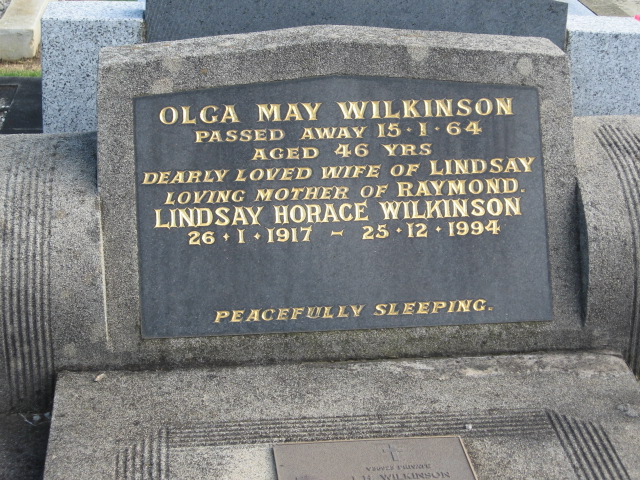 OLGA MAY WILKINSON
PASSED AWAY 15·1·64
AGED 46 YRS
DEARLY LOVED WIFE OF LINDSAY
LOVING MOTHER OF RAYMOND.
LINDSAY HORACE WILKINSON
26·1·1917 - 25·12·1994
PEACEFULLY SLEEPING.
WILKINSON